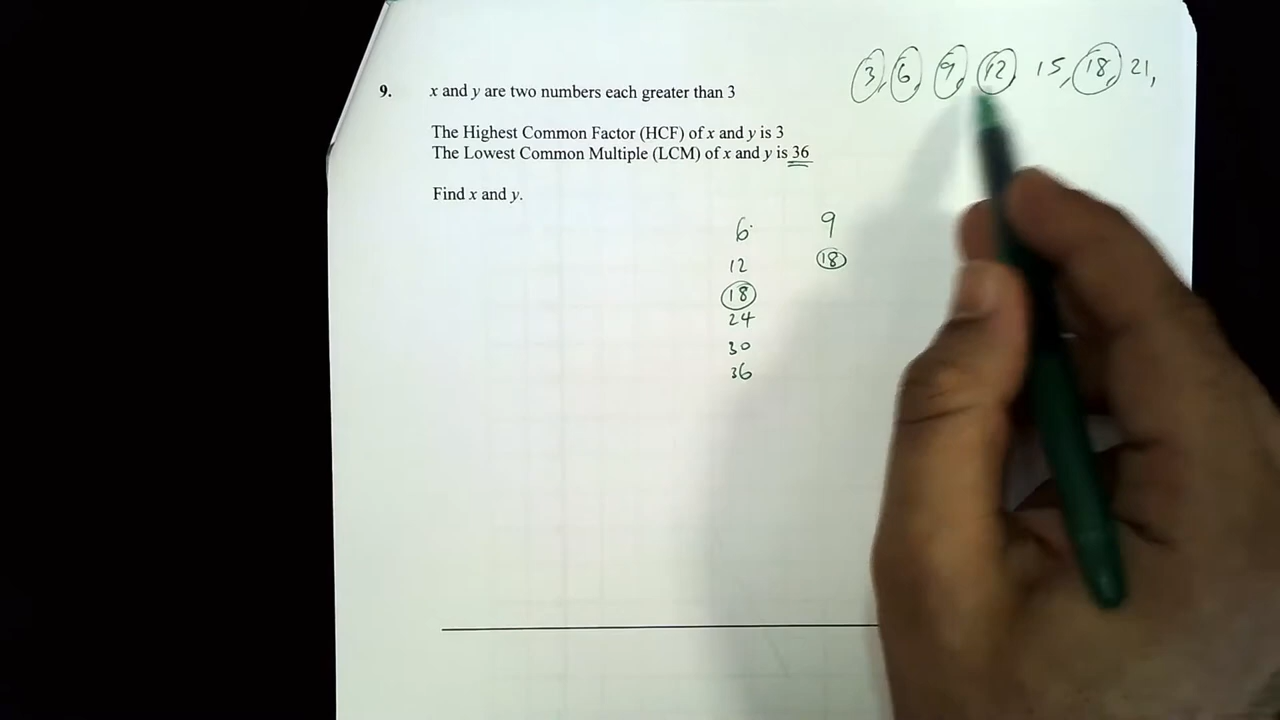 3, 6, 9, 12, 15, 18, 21,
9. x and y are two numbers each greater than 3
The Highest Common Factor (HCF) of x and y is 3
The Lowest Common Multiple (LCM) of x and y is 36
Find x and y.
6 9
12 18
18
24
30
36